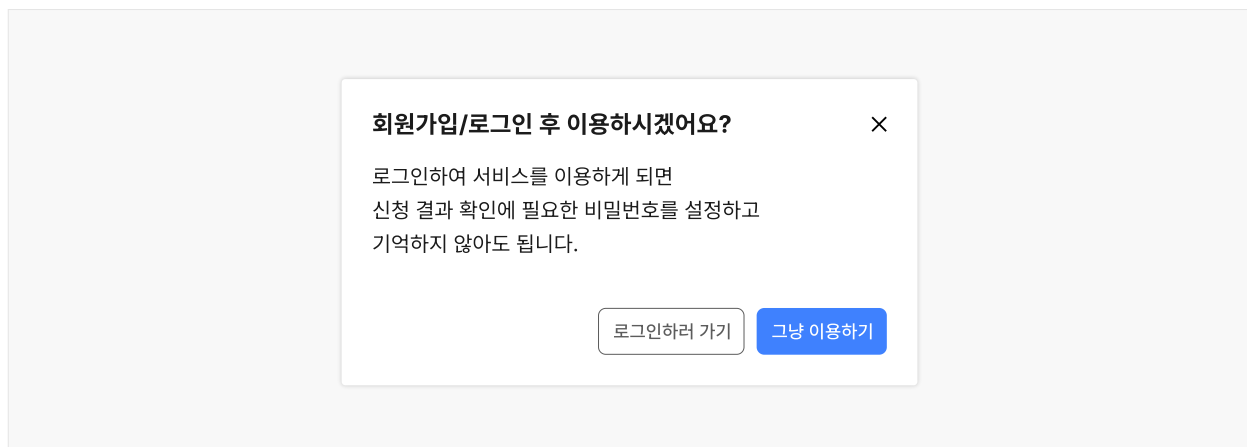 회원가입/로그인 후 이용하시겠어요?
로그인하여 서비스를 이용하게 되면
신청 결과 확인에 필요한 비밀번호를 설정하고
기억하지 않아도 됩니다.
로그인하러 가기
그냥 이용하기